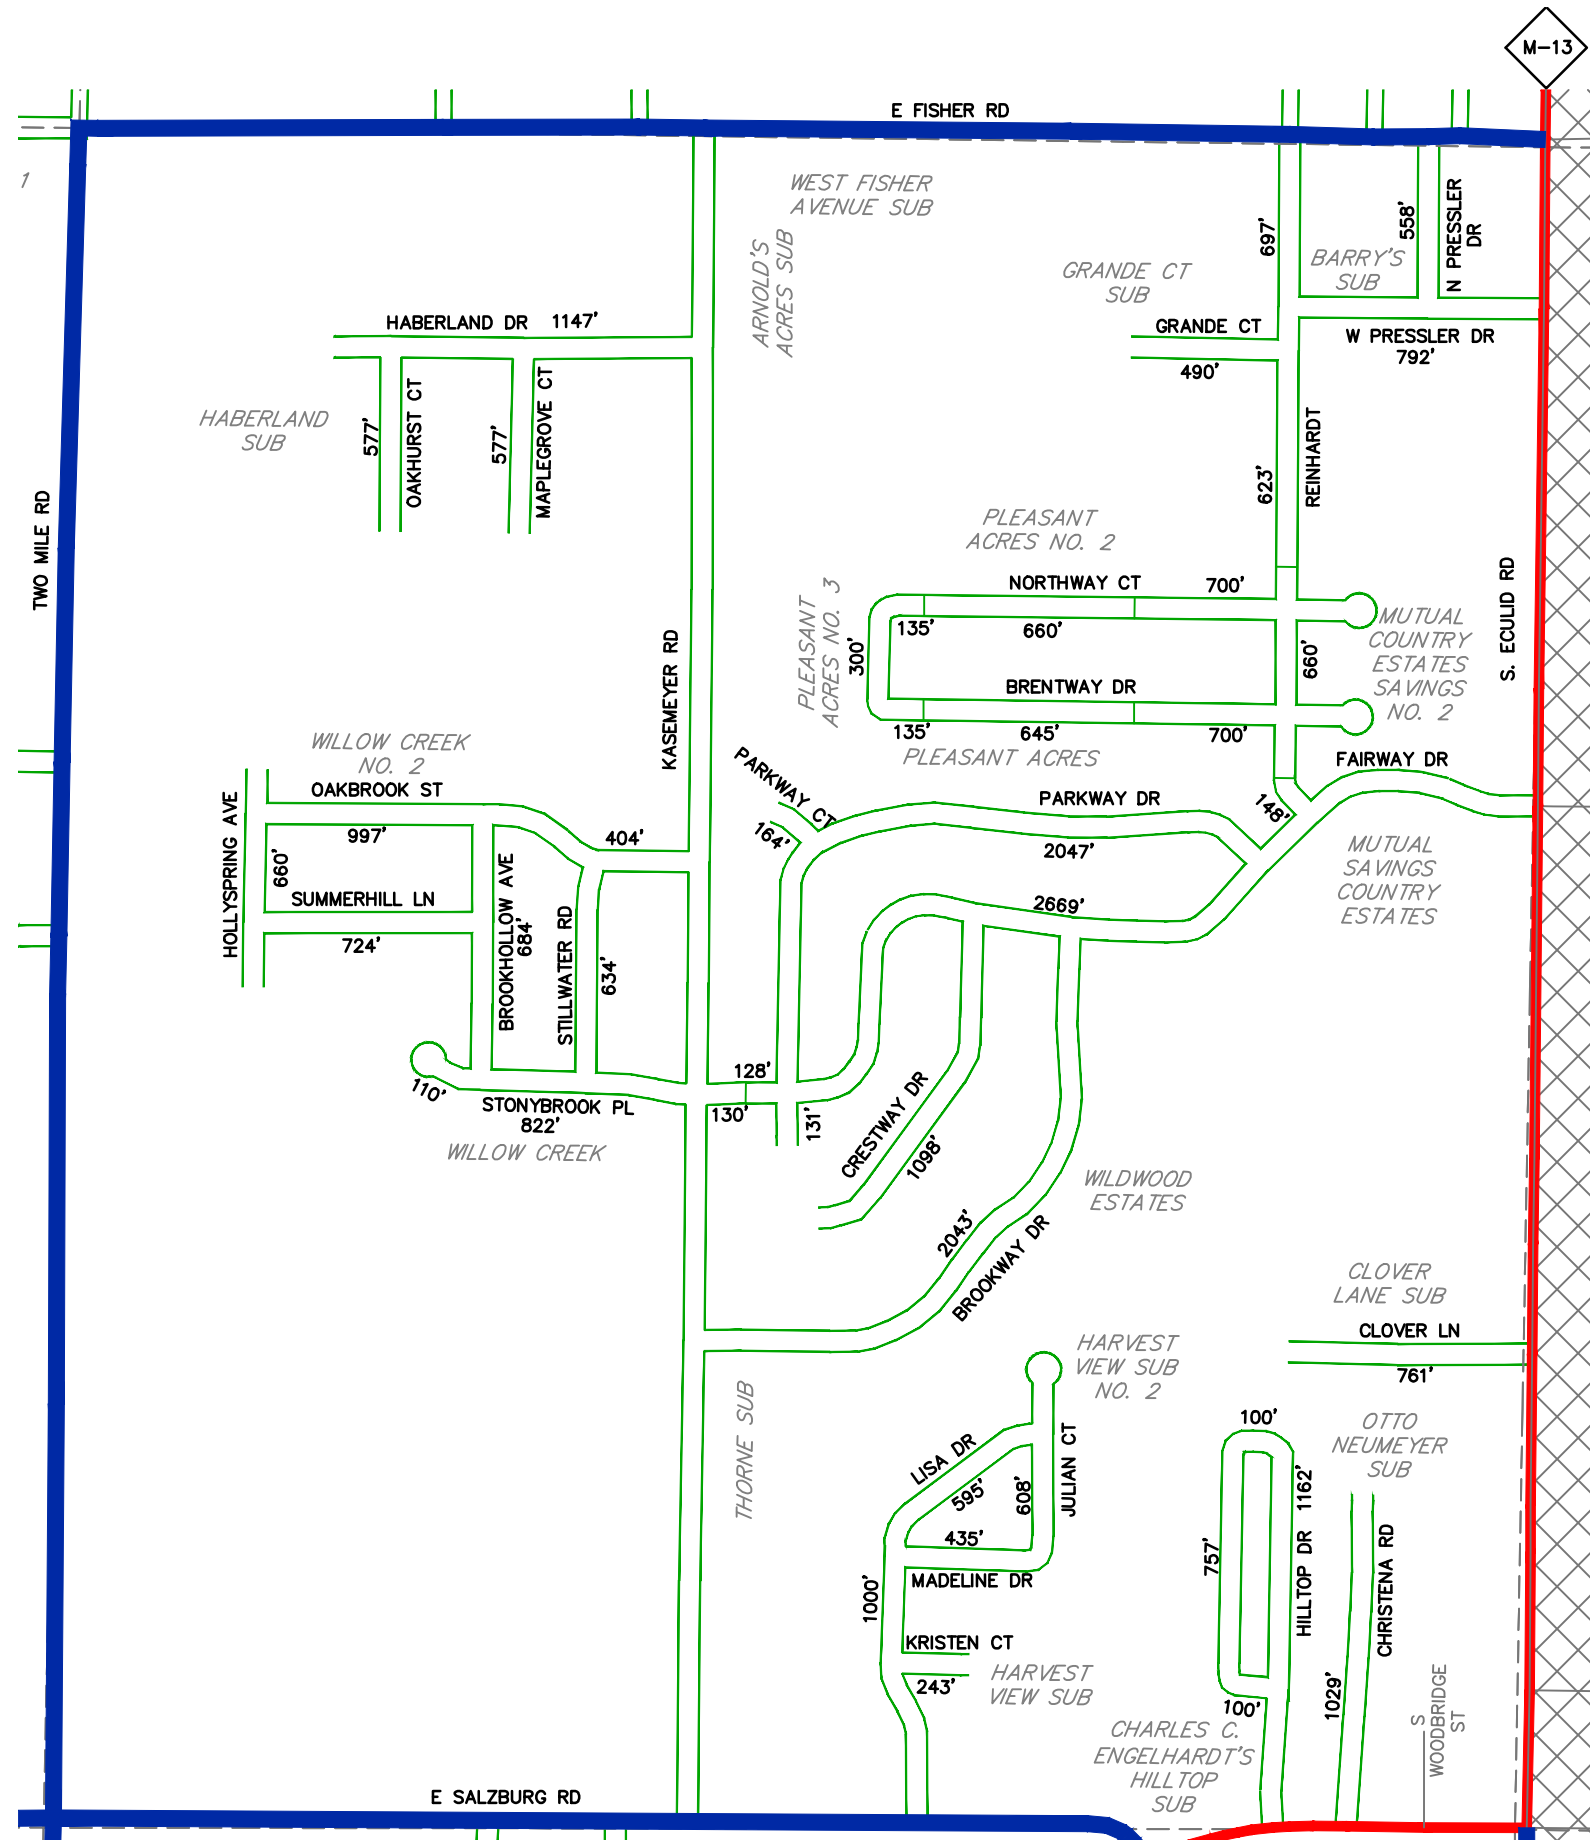 M-13
E FISHER RD
1
WEST FISHER
AVENUE SUB
ARNOLD'S
ACRES SUB
GRANDE CT
SUB
697'
BARRY'S
SUB
558'
N PRESSLER
DR
HABERLAND DR 1147'
GRANDE CT
490'
W PRESSLER DR
792'
HABERLAND
SUB
577'
OAKHURST CT
577'
MAPLEGROVE CT
623'
REINHARDT
TWO MILE RD
PLEASANT
ACRES NO. 2
S. ECULID RD
NORTHWAY CT 700'
135'
660'
300'
PLEASANT
ACRES NO. 3
660'
MUTUAL
COUNTRY
ESTATES
SAVINGS
NO. 2
KASEMEYER RD
BRENTWAY DR
135'
645'
700'
PLEASANT ACRES
WILLOW CREEK
NO. 2
OAKBROOK ST
997'
404'
HOLLYSPRING AVE
660'
SUMMERHILL LN
724'
BROOKHOLLOW AVE
684'
STILLWATER RD
634'
PARKWAY CT
164'
PARKWAY DR
2047'
148'
FAIRWAY DR
MUTUAL
SAVINGS
COUNTRY
ESTATES
2669'
110'
STONYBROOK PL
822'
WILLOW CREEK
128'
130'
131'
CRESTWAY DR
1098'
WILDWOOD
ESTATES
2043'
BROOKWAY DR
CLOVER
LANE SUB
CLOVER LN
761'
HARVEST
VIEW SUB
NO. 2
THORNE SUB
LISA DR
595'
608'
JULIAN CT
435'
MADELINE DR
1000'
KRISTEN CT
243'
HARVEST
VIEW SUB
100'
OTTO
NEUMEYER
SUB
757'
HILLTOP DR 1162'
100'
CHRISTENA RD
1029'
S
WOODBRIDGE
ST
CHARLES C.
ENGELHARDT'S
HILLTOP
SUB
E SALZBURG RD